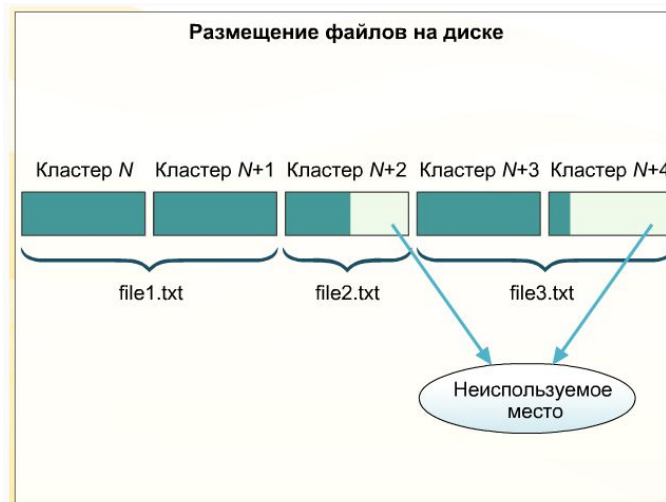 Размещение файлов на диске
Кластер N Кластер N+1 Кластер N+2 Кластер N+3 Кластер N+4
file1.txt file2.txt file3.txt
Неиспользуемое
место